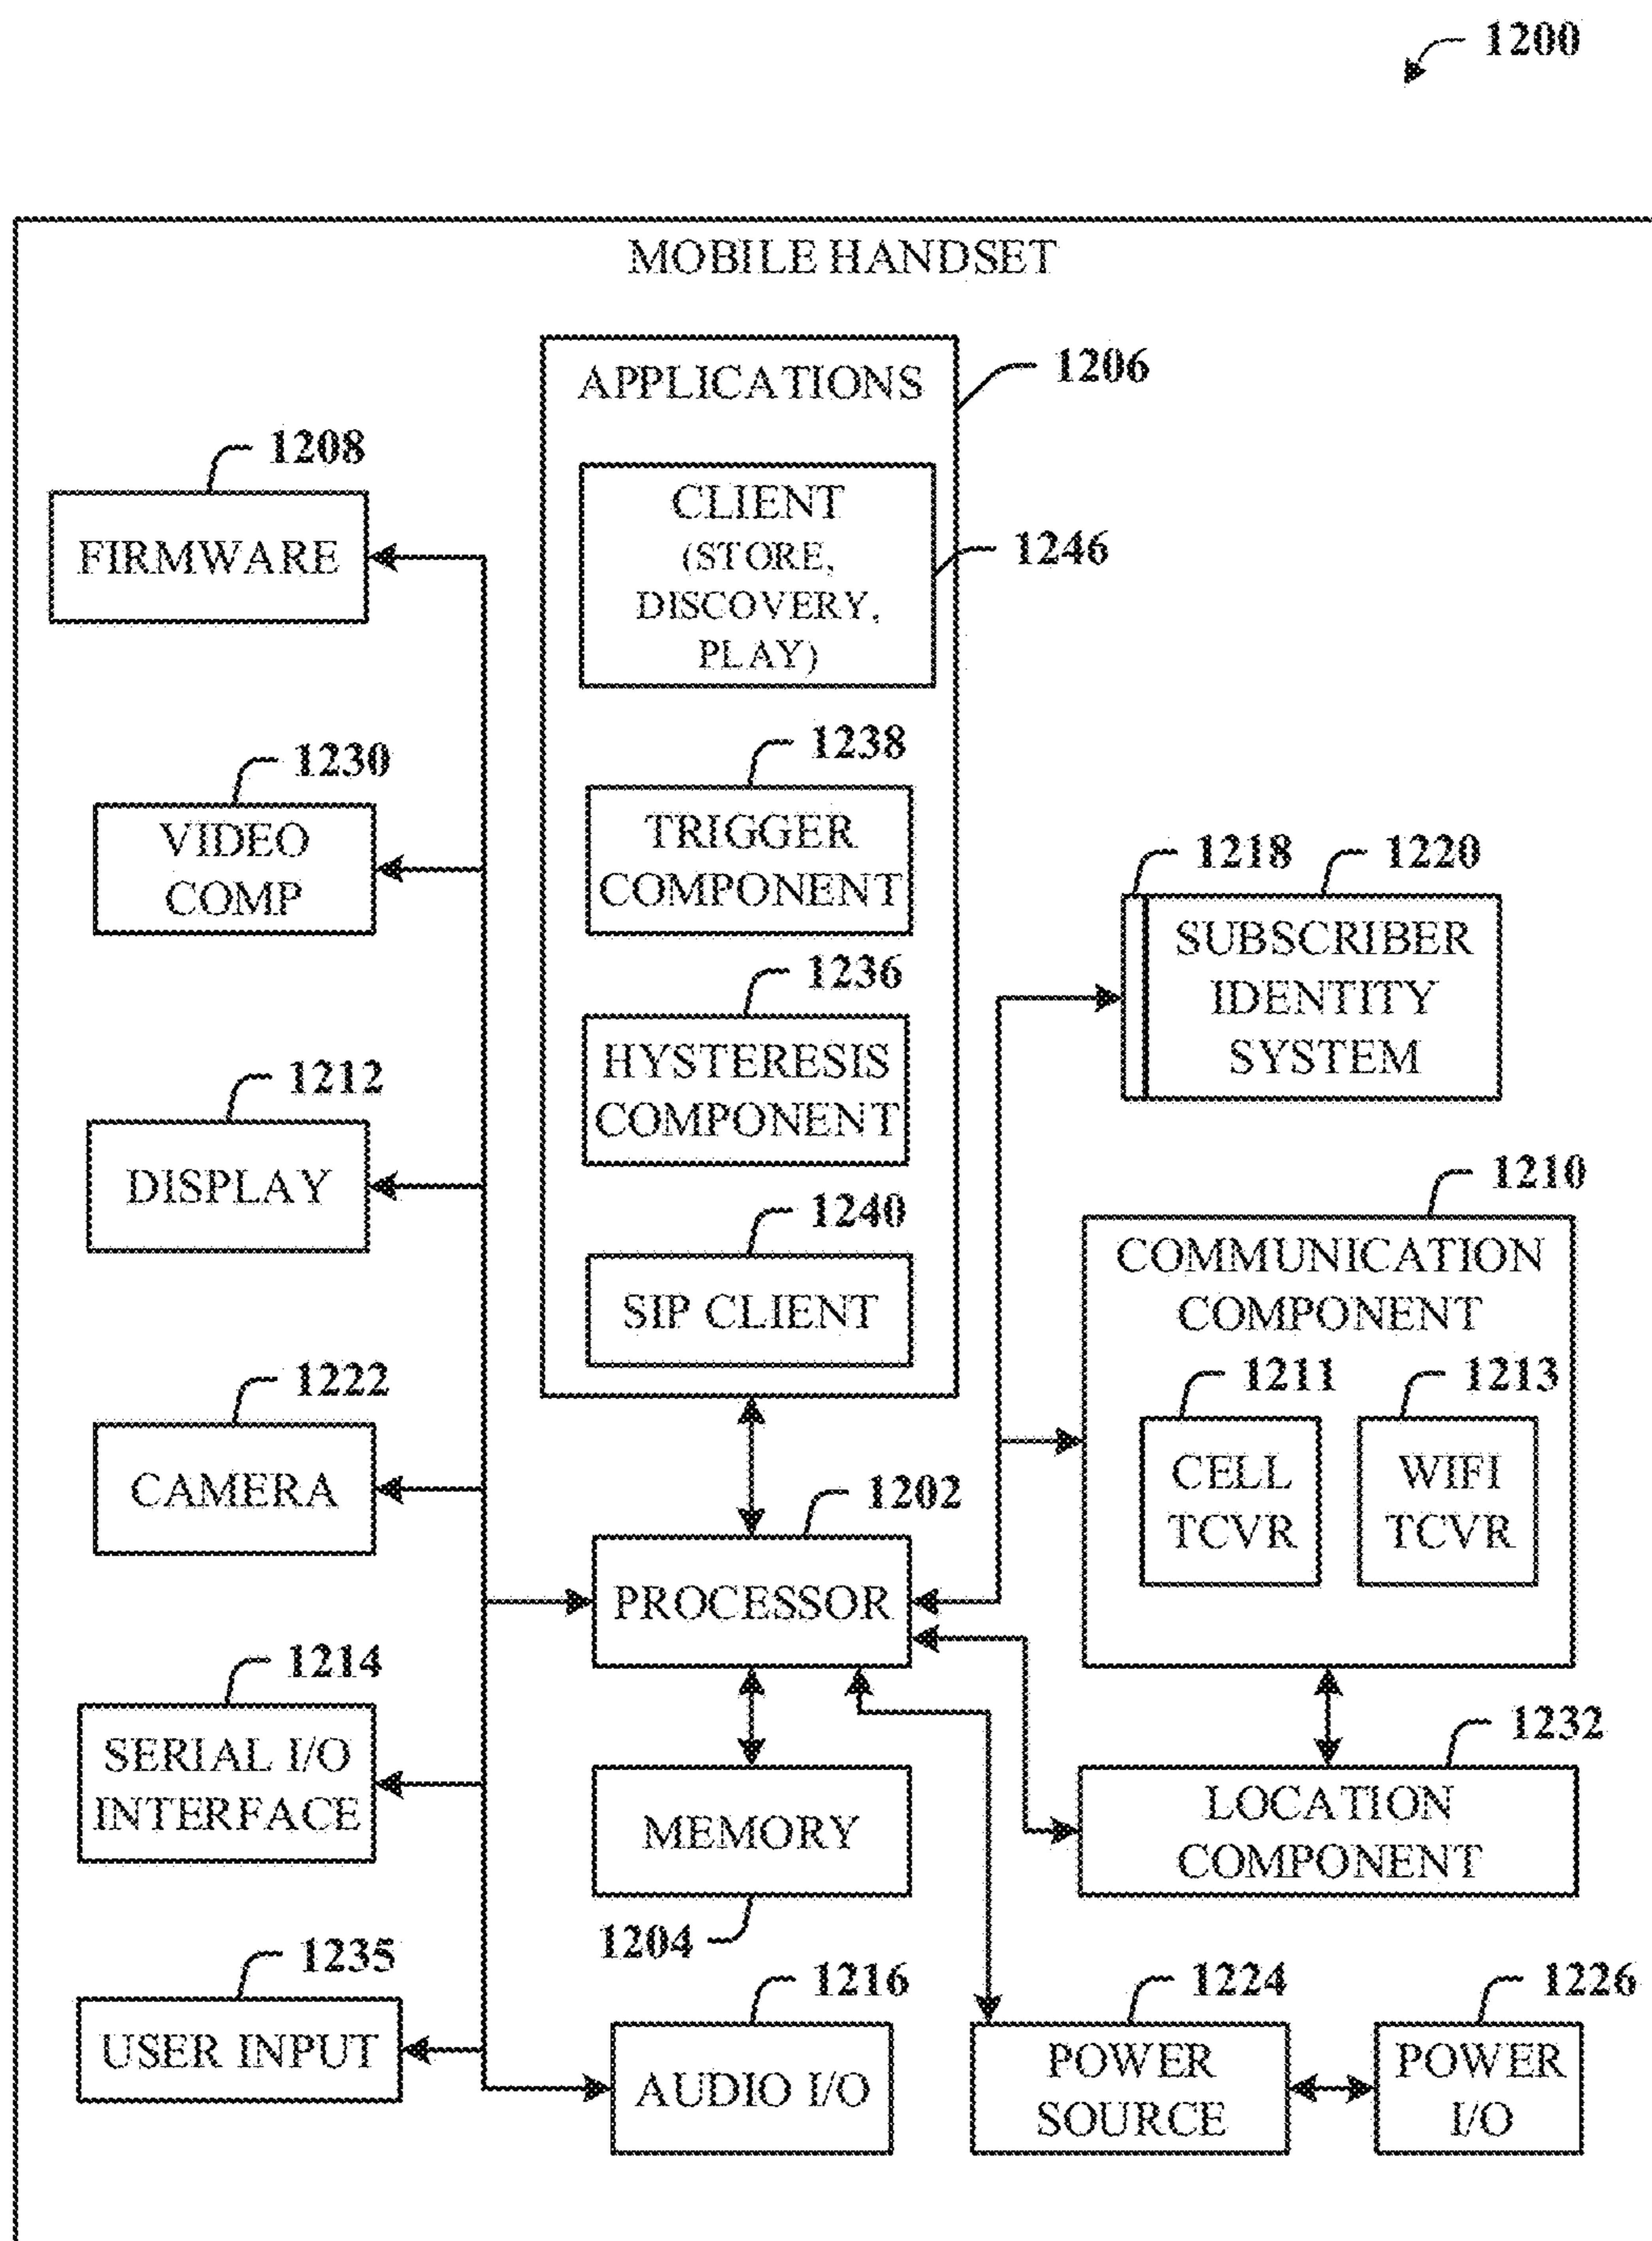 1200
MOBILE HANDSET
APPLICATIONS
1206
CLIENT
(STORE,
DISCOVERY,
PLAY)
1246
1208
FIRMWARE
1238
TRIGGER
COMPONENT
1230
VIDEO
COMP
1236
HYSTERESIS
COMPONENT
1218
1220
SUBSCRIBER
IDENTITY
SYSTEM
1212
DISPLAY
1240
SIP CLIENT
1210
COMMUNICATION
COMPONENT
1211
CELL
TCVR
1213
WIFI
TCVR
1222
CAMERA
1202
PROCESSOR
1214
SERIAL I/O
INTERFACE
MEMORY
1204
1232
LOCATION
COMPONENT
1235
USER INPUT
1216
AUDIO I/O
1224
POWER
SOURCE
1226
POWER
I/O